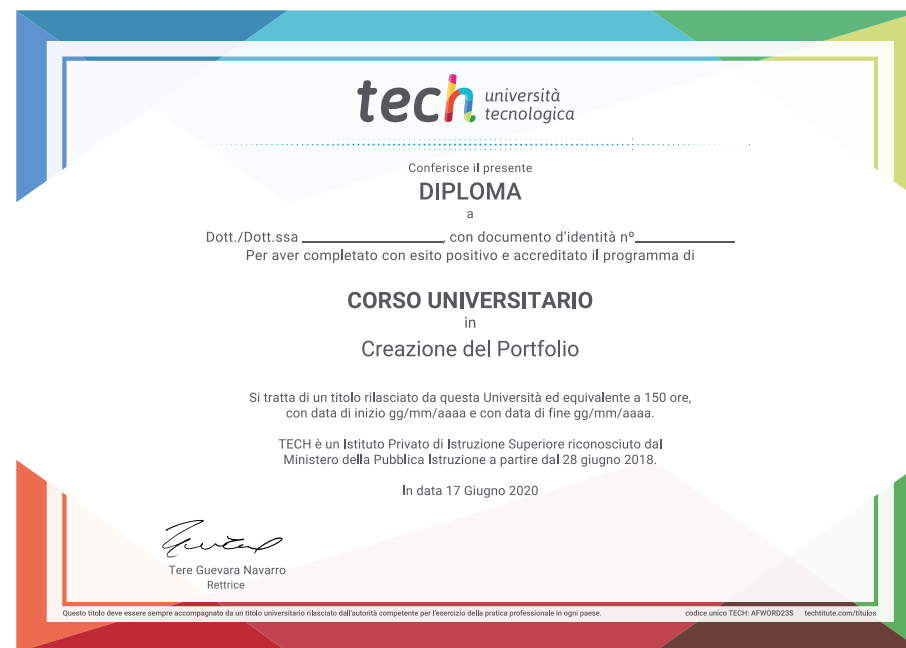 tech università
tecnologica
Conferisce il presente
DIPLOMA
a
Dott./Dott.ssa ____________________, con documento d'identità nº______________
Per aver completato con esito positivo e accreditato il programma di
CORSO UNIVERSITARIO
in
Creazione del Portfolio
Si tratta di un titolo rilasciato da questa Università ed equivalente a 150 ore,
con data di inizio gg/mm/aaaa e con data di fine gg/mm/aaaa.
TECH è un Istituto Privato di Istruzione Superiore riconosciuto dal
Ministero della Pubblica Istruzione a partire dal 28 giugno 2018.
In data 17 Giugno 2020
Tere Guevara Navarro
Rettrice
Questo titolo deve essere sempre accompagnato da un titolo universitario rilasciato dall'autorità competente per l'esercizio della pratica professionale in ogni paese. codice unico TECH: AFWORD23S techtitute.com/títulos